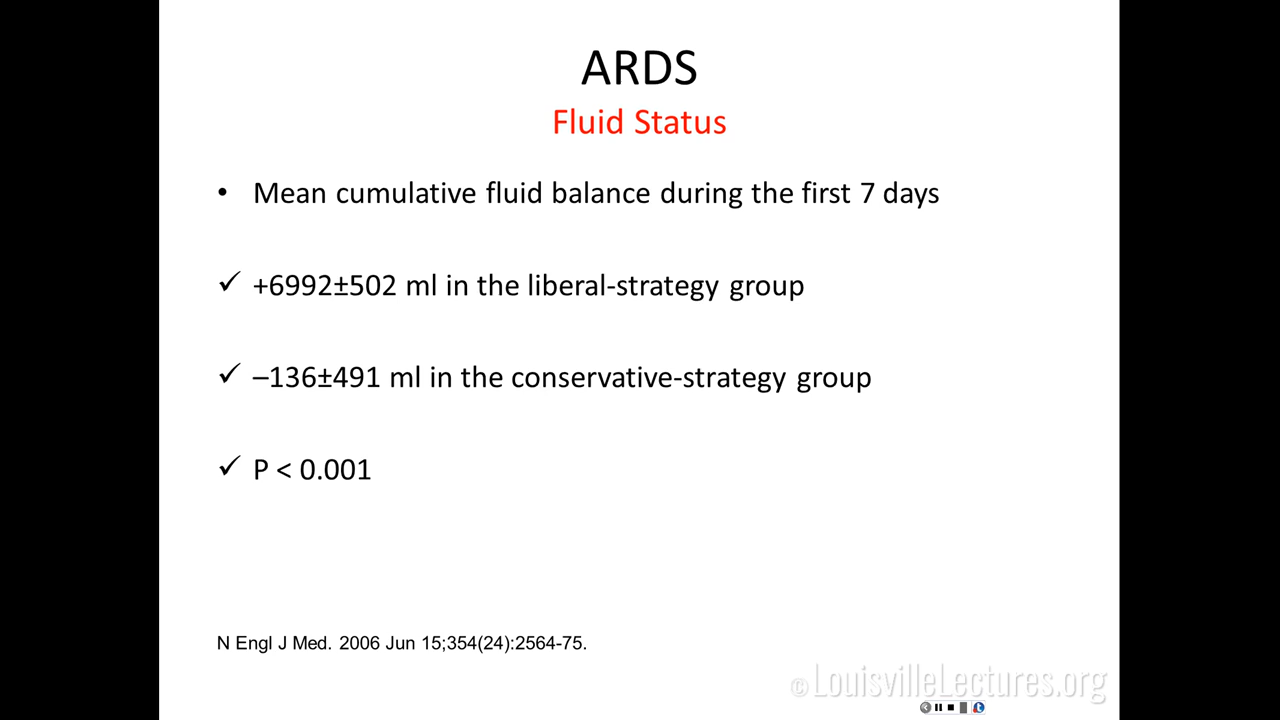 ARDS
Fluid Status
• Mean cumulative fluid balance during the first 7 days
✓ +6992±502 ml in the liberal-strategy group
✓ –136±491 ml in the conservative-strategy group
✓ P < 0.001
N Engl J Med. 2006 Jun 15;354(24):2564-75.
© LouisvilleLectures.org